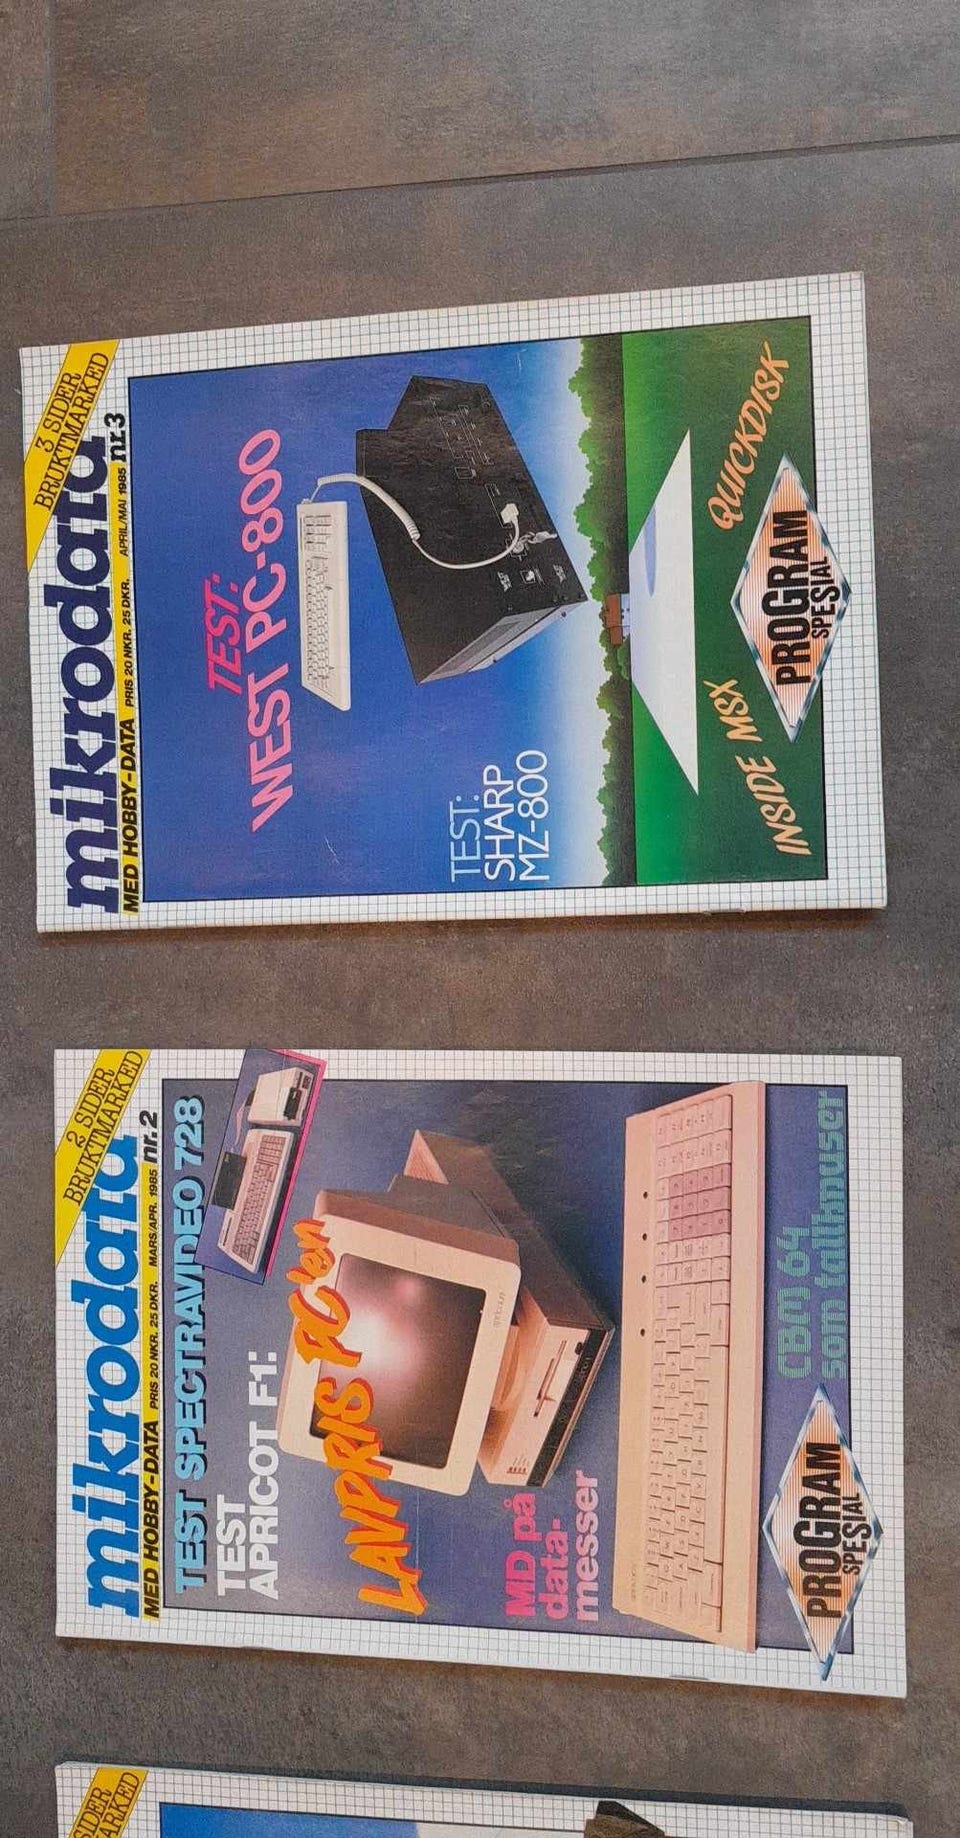 3 SIDER
BRUKTMARKED
mikrodata
MED HOBBY-DATA PRIS 20 NKR. 25 DKR. APRIL/MAI 1985 nr.3
TEST:
WEST PC-800
TEST:
SHARP
MZ-800
INSIDE MSX
QUICKDISK
PROGRAM
SPESIAL
2 SIDER
BRUKTMARKED
mikrodata
MED HOBBY-DATA PRIS 20 NKR. 25 DKR. MARS/APR. 1985 nr. 2
TEST SPECTRAVIDEO 728
TEST
APRICOT F1:
LAVPRIS PC'en
MD på
data-
messer
CBM 64
som tallknuser
PROGRAM
SPESIAL
SIDER